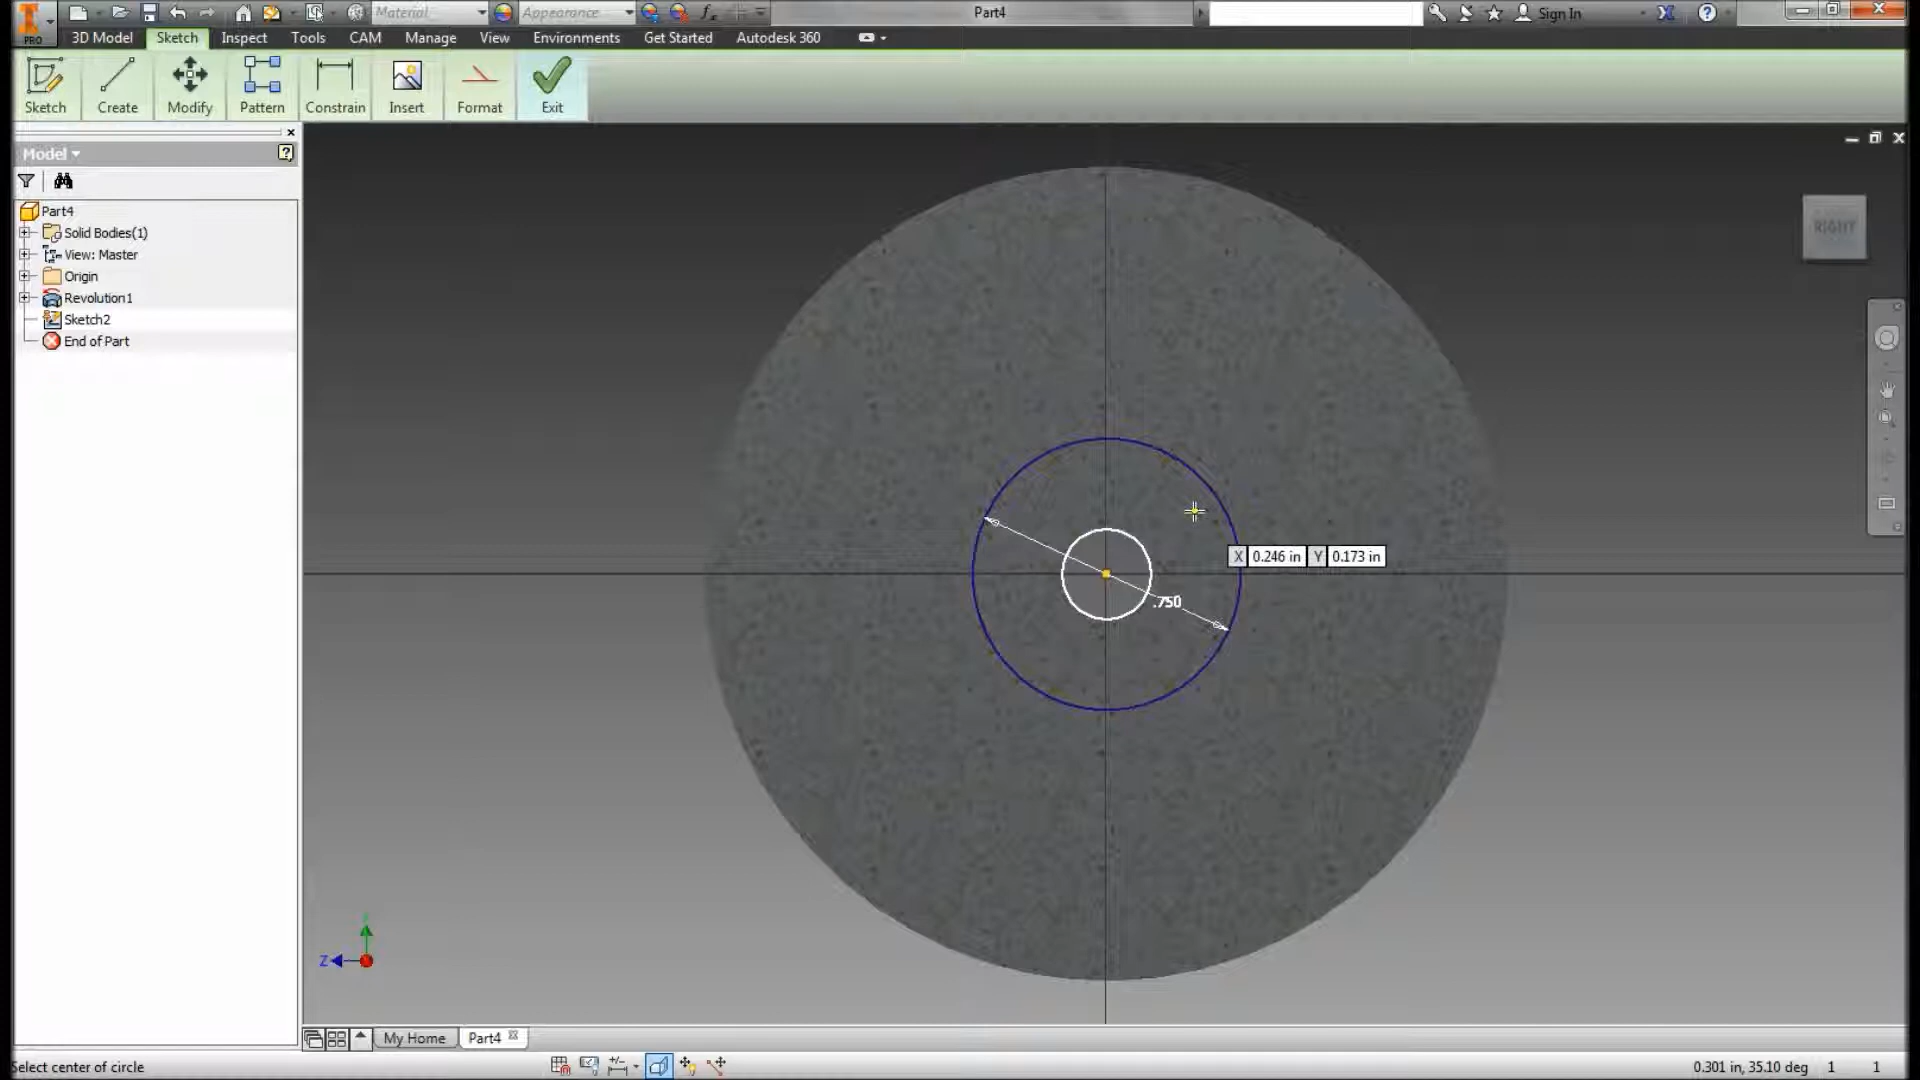 Material Appearance Part4 Sign In
PRO 3D Model Sketch Inspect Tools CAM Manage View Environments Get Started Autodesk 360
Sketch Create Modify Pattern Constrain Insert Format Exit
Model
Part4
Solid Bodies(1)
View: Master
Origin
Revolution1
Sketch2
End of Part
RIGHT
X 0.246 in Y 0.173 in
.750
Z
My Home Part4
Select center of circle 0.301 in, 35.10 deg 1 1